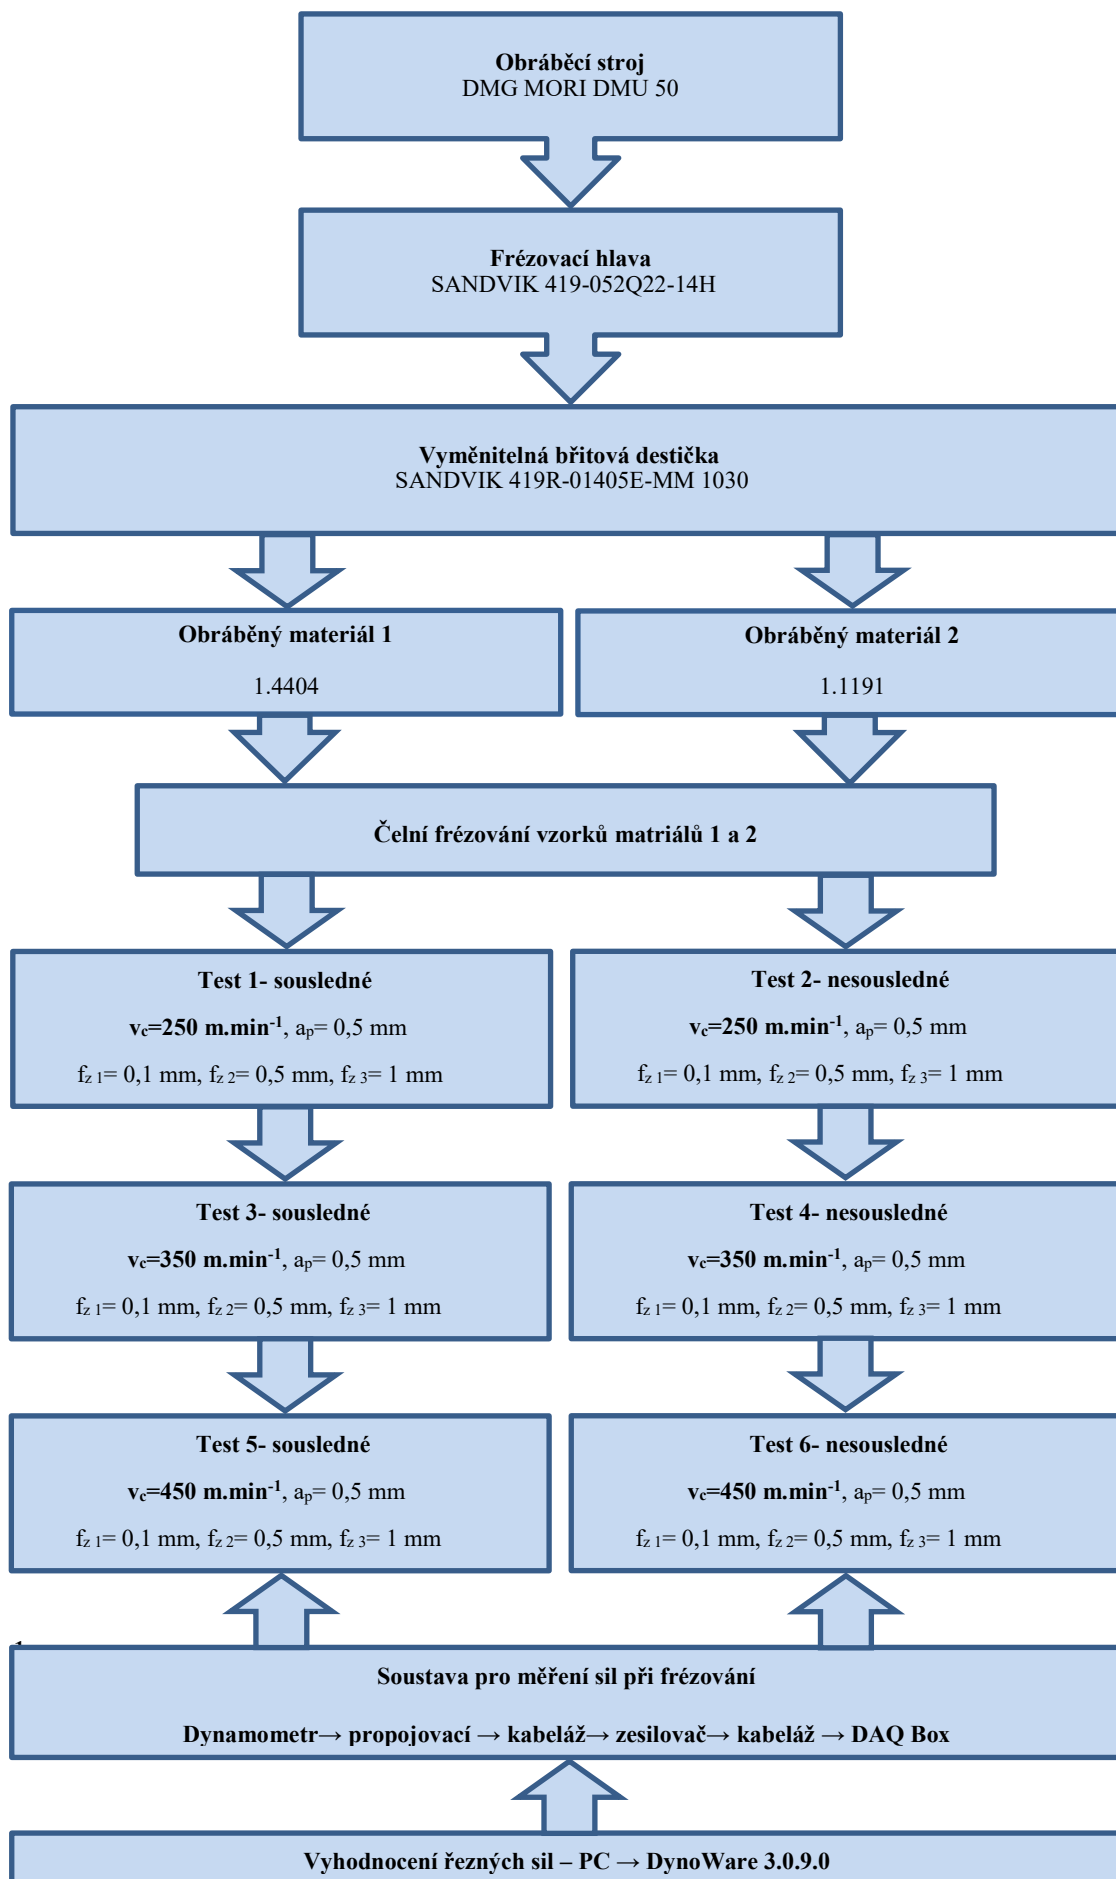 Obráběcí stroj
DMG MORI DMU 50
Frézovací hlava
SANDVIK 419-052Q22-14H
Vyměnitelná břitová destička
SANDVIK 419R-01405E-MM 1030
Obráběný materiál 1
1.4404
Obráběný materiál 2
1.1191
Čelní frézování vzorků matriálů 1 a 2
Test 1- sousledné
vc=250 m.min-1, ap= 0,5 mm
fz 1= 0,1 mm, fz 2= 0,5 mm, fz 3= 1 mm
Test 2- nesousledné
vc=250 m.min-1, ap= 0,5 mm
fz 1= 0,1 mm, fz 2= 0,5 mm, fz 3= 1 mm
Test 3- sousledné
vc=350 m.min-1, ap= 0,5 mm
fz 1= 0,1 mm, fz 2= 0,5 mm, fz 3= 1 mm
Test 4- nesousledné
vc=350 m.min-1, ap= 0,5 mm
fz 1= 0,1 mm, fz 2= 0,5 mm, fz 3= 1 mm
Test 5- sousledné
vc=450 m.min-1, ap= 0,5 mm
fz 1= 0,1 mm, fz 2= 0,5 mm, fz 3= 1 mm
Test 6- nesousledné
vc=450 m.min-1, ap= 0,5 mm
fz 1= 0,1 mm, fz 2= 0,5 mm, fz 3= 1 mm
Soustava pro měření sil při frézování
Dynamometr→ propojovací → kabeláž→ zesilovač→ kabeláž → DAQ Box
Vyhodnocení řezných sil – PC → DynoWare 3.0.9.0